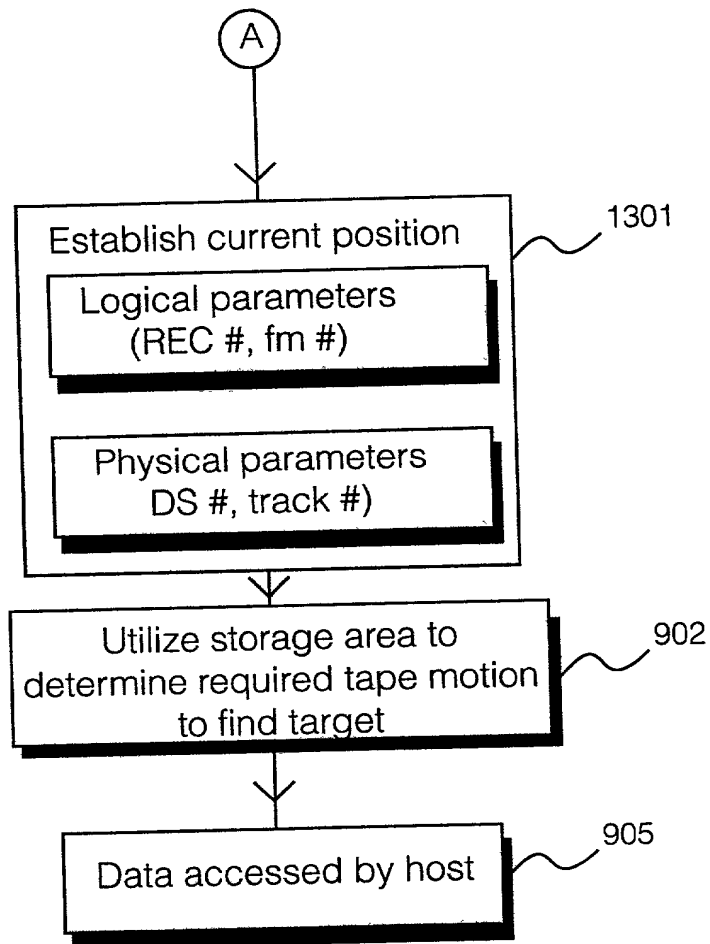 A
Establish current position
1301
Logical parameters
(REC #, fm #)
Physical parameters
DS #, track #)
Utilize storage area to
determine required tape motion
to find target
902
Data accessed by host
905